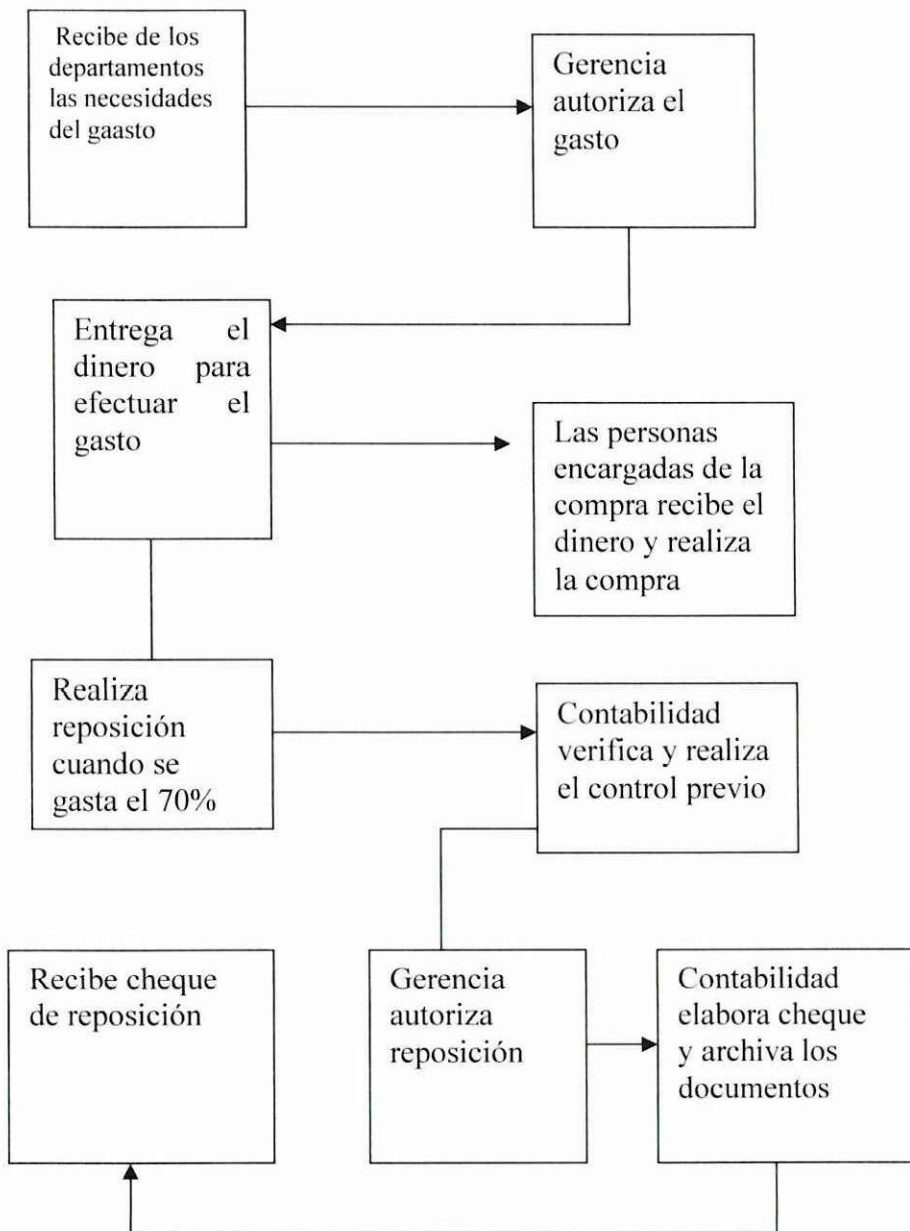 Recibe de los
departamentos
las necesidades
del gaasto
Gerencia
autoriza el
gasto
Entrega el
dinero para
efectuar el
gasto
Las personas
encargadas de la
compra recibe el
dinero y realiza
la compra
Realiza
reposición
cuando se
gasta el 70%
Contabilidad
verifica y realiza
el control previo
Recibe cheque
de reposición
Gerencia
autoriza
reposición
Contabilidad
elabora cheque
y archiva los
documentos